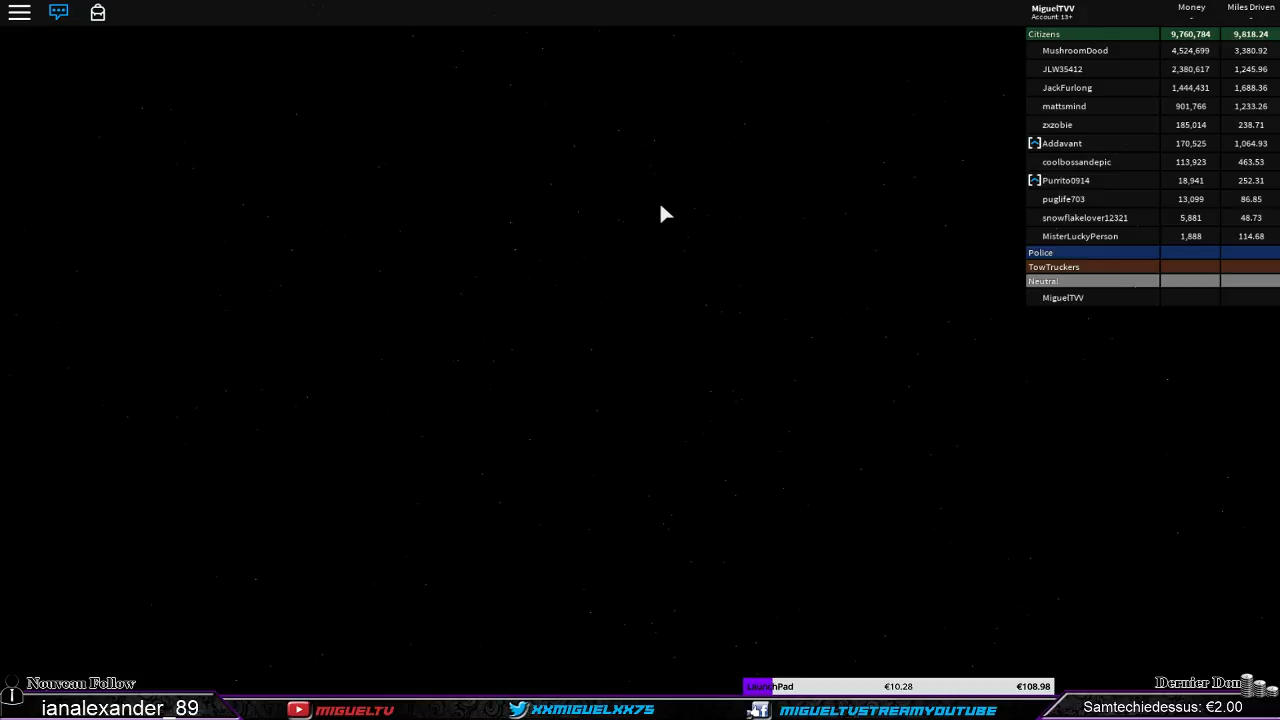 MiguelTVV Money Miles Driven
Account: 13+ - -
Citizens 9,760,784 9,818.24
MushroomDood 4,524,699 3,380.92
JLW35412 2,380,617 1,245.96
JackFurlong 1,444,431 1,688.36
mattsmind 901,766 1,233.26
zxzobie 185,014 238.71
Addavant 170,525 1,064.93
coolbossandepic 113,923 463.53
Purrito0914 18,941 252.31
puglife703 13,099 86.85
snowflakelover12321 5,881 48.73
MisterLuckyPerson 1,888 114.68
Police
TowTruckers
Neutral
MiguelTVV
Nouveau Follow
ianalexander_89
MIGUELTV
XXMIGUELXX75
LaunchPad €10.28 €108.98
MIGUELTVSTREAMYOUTUBE
Dernier Don
Samtechiedessus: €2.00